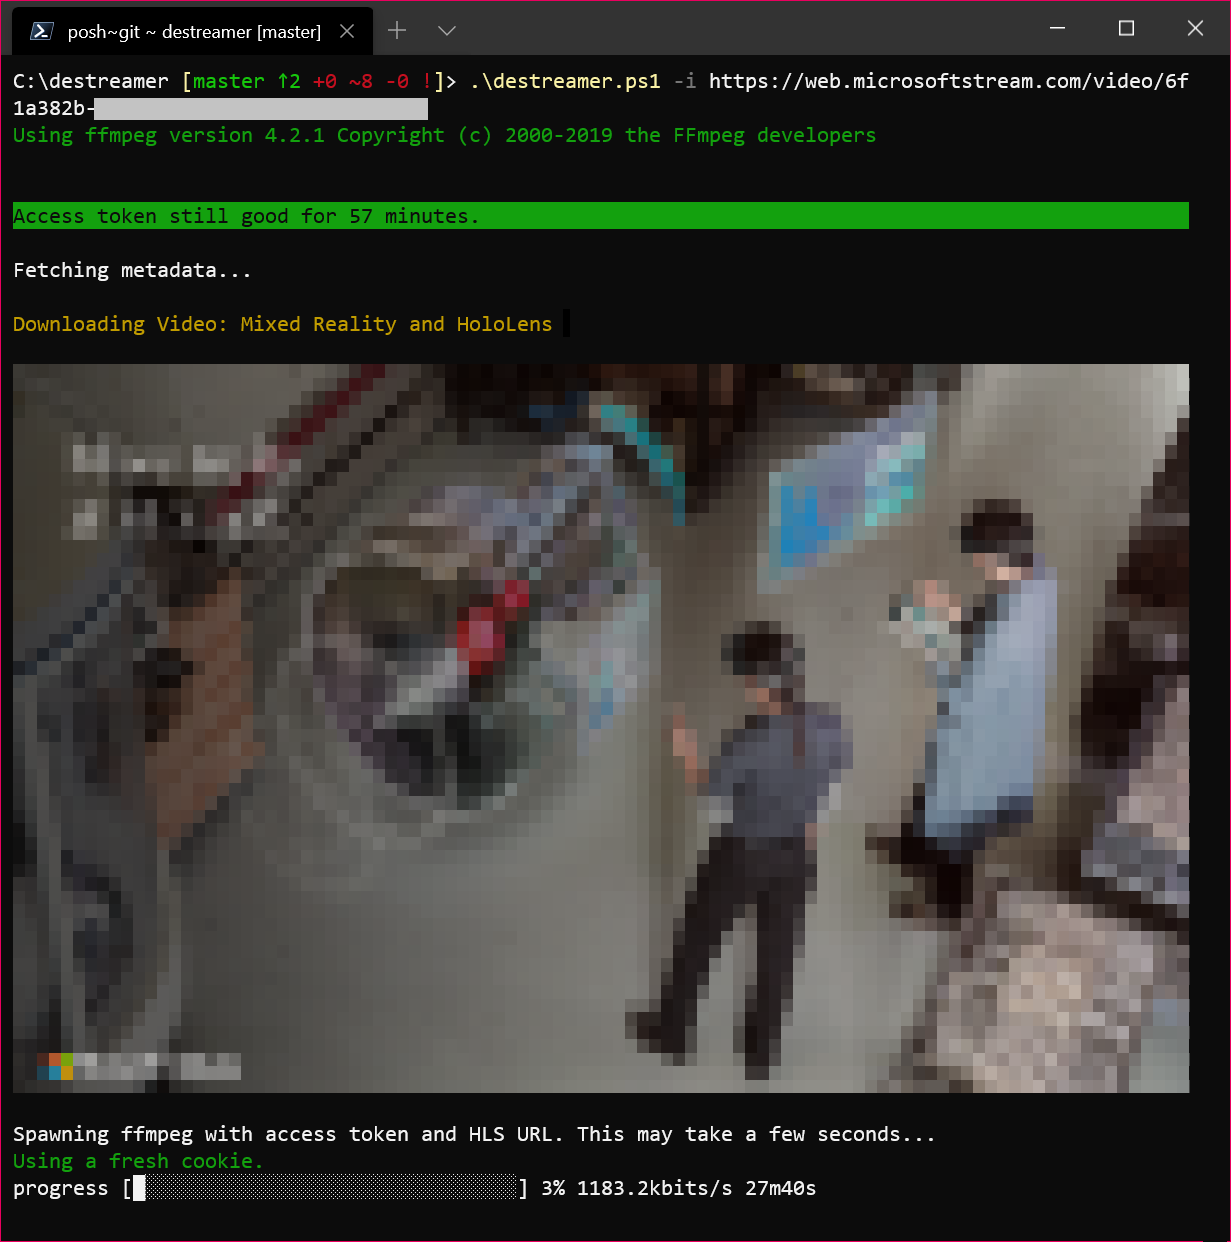 posh~git ~ destreamer [master]
C:\destreamer [master ↑2 +0 ~8 -0 !]> .\destreamer.ps1 -i https://web.microsoftstream.com/video/6f
1a382b-
Using ffmpeg version 4.2.1 Copyright (c) 2000-2019 the FFmpeg developers
Access token still good for 57 minutes.
Fetching metadata...
Downloading Video: Mixed Reality and HoloLens
Spawning ffmpeg with access token and HLS URL. This may take a few seconds...
Using a fresh cookie.
progress [] 3% 1183.2kbits/s 27m40s